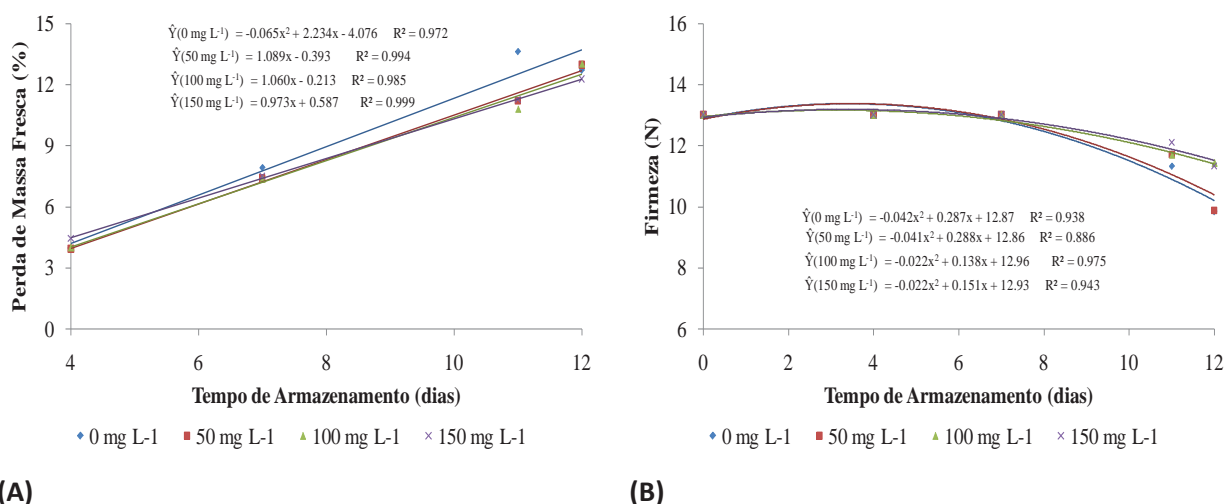 Perda de Massa Fresca (%)
16
12
9
6
3
0
15
Ŷ(0 mg L-1) = -0.065x² + 2.234x - 4.076 R² = 0.972
Ŷ(50 mg L-1) = 1.089x - 0.393 R² = 0.994
Ŷ(100 mg L-1) = 1.060x - 0.213 R² = 0.985
Ŷ(150 mg L-1) = 0.973x + 0.587 R² = 0.999
4 6 8 10 12
Tempo de Armazenamento (dias)
0 mg L-1 50 mg L-1 100 mg L-1 150 mg L-1
(A)
Firmeza (N)
16
14
12
10
8
6
Ŷ(0 mg L-1) = -0.042x² + 0.287x + 12.87 R² = 0.938
Ŷ(50 mg L-1) = -0.041x² + 0.288x + 12.86 R² = 0.886
Ŷ(100 mg L-1) = -0.022x² + 0.138x + 12.96 R² = 0.975
Ŷ(150 mg L-1) = -0.022x² + 0.151x + 12.93 R² = 0.943
0 2 4 6 8 10 12
Tempo de Armazenamento (dias)
0 mg L-1 50 mg L-1 100 mg L-1 150 mg L-1
(B)